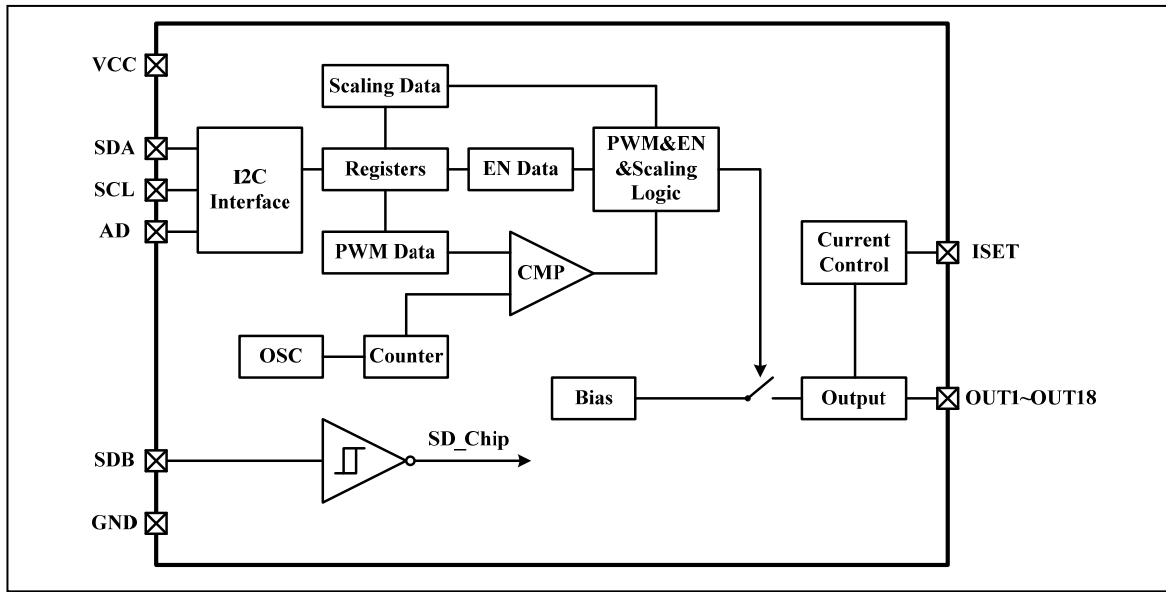 VCC
Scaling Data
SDA
SCL
AD
I2C
Interface
Registers
EN Data
PWM&EN
&Scaling
Logic
PWM Data
CMP
Current
Control
ISET
OSC
Counter
Bias
Output
OUT1~OUT18
SD_Chip
SDB
GND